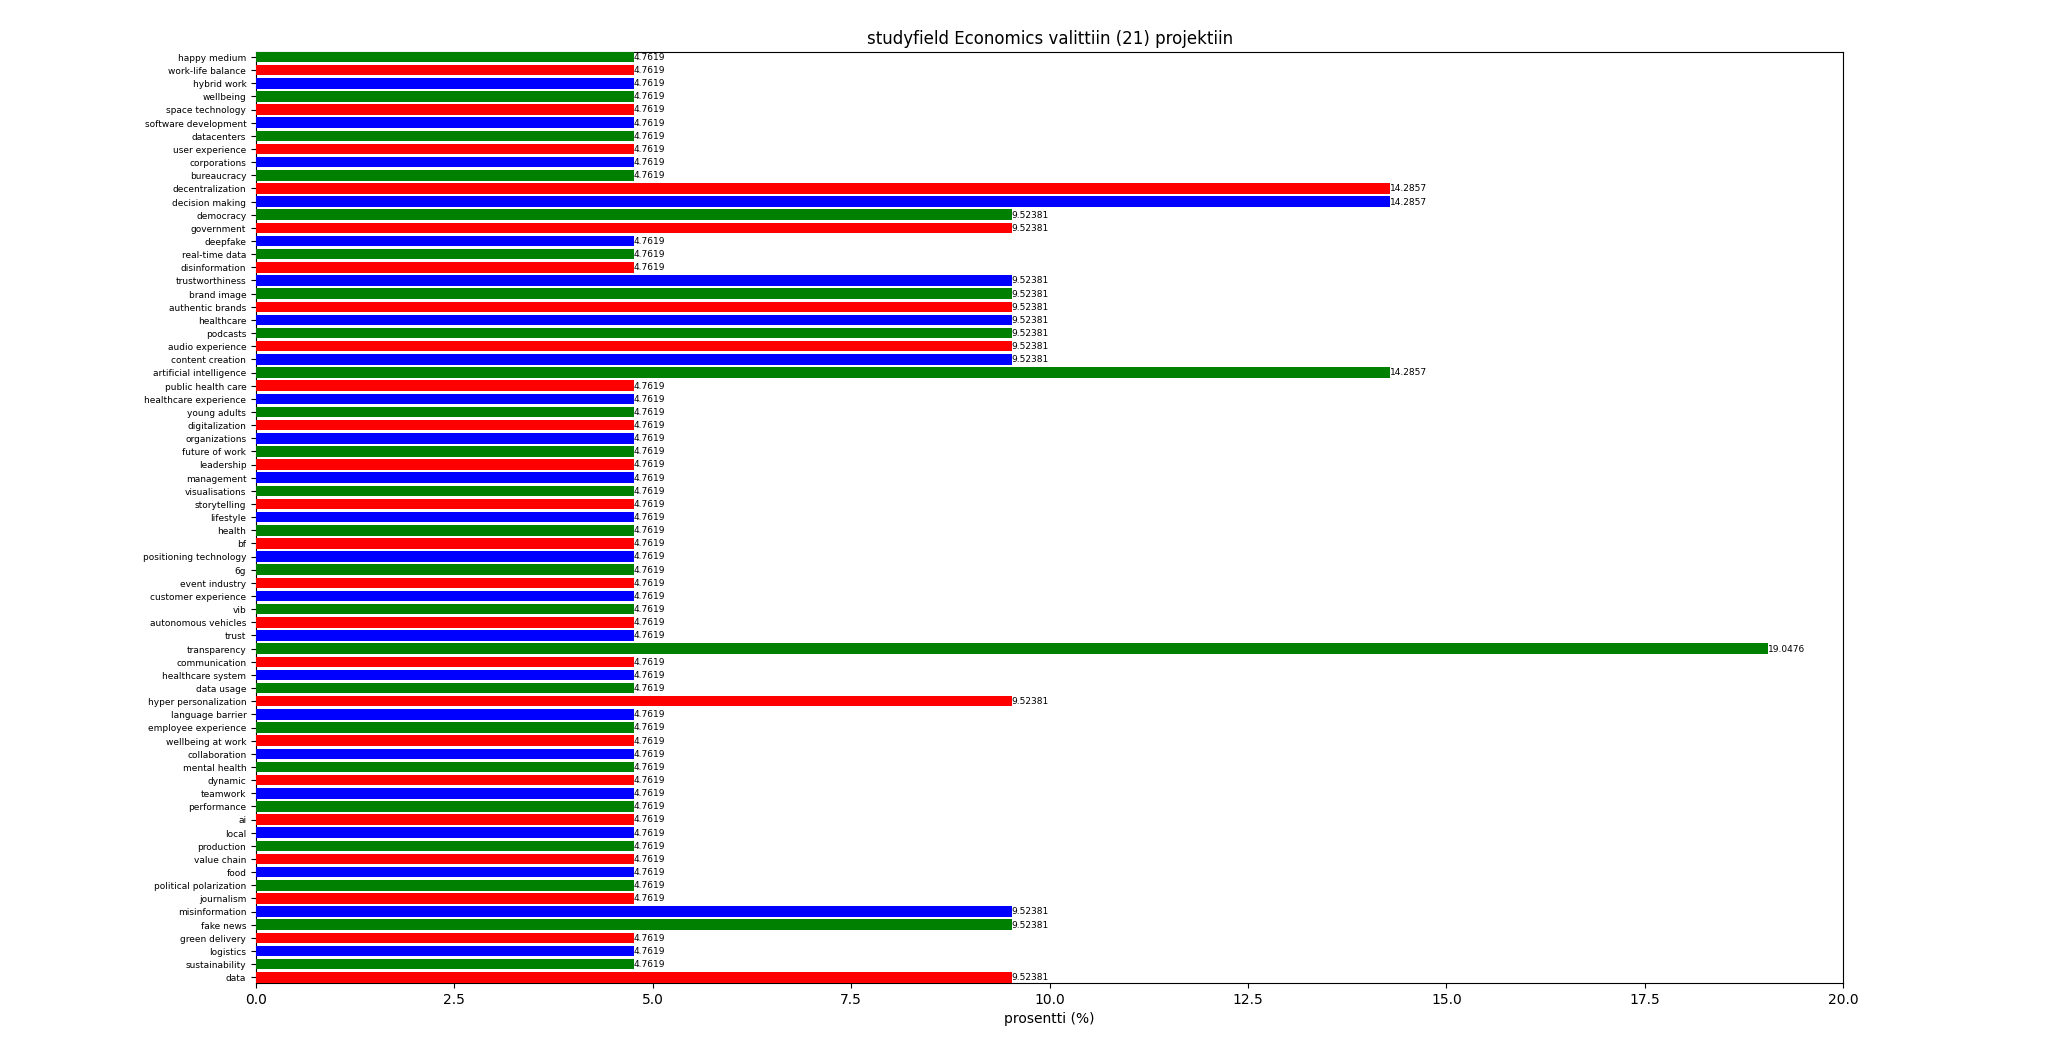 studyfield Economics valittiin (21) projektiin
happy medium 4.7619
work-life balance 4.7619
hybrid work 4.7619
wellbeing 4.7619
space technology 4.7619
software development 4.7619
datacenters 4.7619
user experience 4.7619
corporations 4.7619
bureaucracy 4.7619
decentralization 14.2857
decision making 14.2857
democracy 9.52381
government 9.52381
deepfake 4.7619
real-time data 4.7619
disinformation 4.7619
trustworthiness 9.52381
brand image 9.52381
authentic brands 9.52381
healthcare 9.52381
podcasts 9.52381
audio experience 9.52381
content creation 9.52381
artificial intelligence 14.2857
public health care 4.7619
healthcare experience 4.7619
young adults 4.7619
digitalization 4.7619
organizations 4.7619
future of work 4.7619
leadership 4.7619
management 4.7619
visualisations 4.7619
storytelling 4.7619
lifestyle 4.7619
health 4.7619
bf 4.7619
positioning technology 4.7619
6g 4.7619
event industry 4.7619
customer experience 4.7619
vib 4.7619
autonomous vehicles 4.7619
trust 4.7619
transparency 19.0476
communication 4.7619
healthcare system 4.7619
data usage 4.7619
hyper personalization 9.52381
language barrier 4.7619
employee experience 4.7619
wellbeing at work 4.7619
collaboration 4.7619
mental health 4.7619
dynamic 4.7619
teamwork 4.7619
performance 4.7619
ai 4.7619
local 4.7619
production 4.7619
value chain 4.7619
food 4.7619
political polarization 4.7619
journalism 4.7619
misinformation 9.52381
fake news 9.52381
green delivery 4.7619
logistics 4.7619
sustainability 4.7619
data 9.52381
0.0 2.5 5.0 7.5 10.0 12.5 15.0 17.5 20.0
prosentti (%)